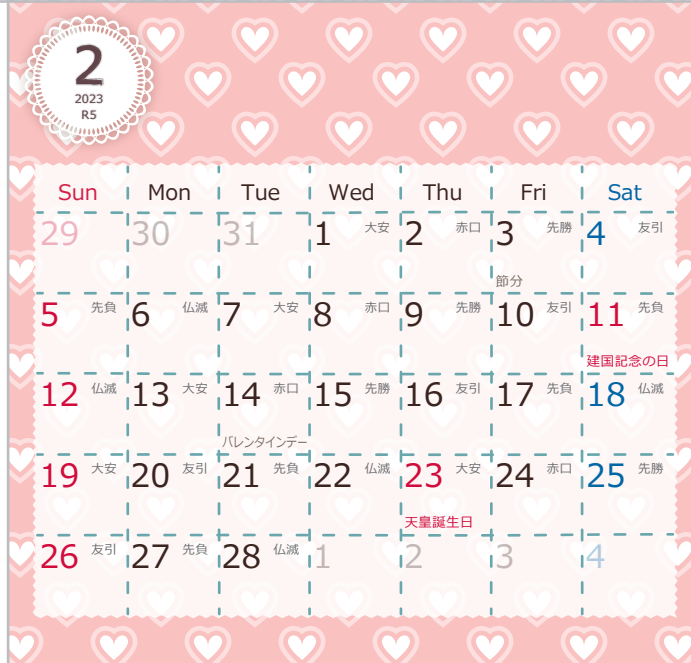 2
2023
R5
Sun Mon Tue Wed Thu Fri Sat
29 30 31 1 大安 2 赤口 3 先勝 4 友引
節分
5 先負 6 仏滅 7 大安 8 赤口 9 先勝 10 友引 11 先負
建国記念の日
12 仏滅 13 大安 14 赤口 15 先勝 16 友引 17 先負 18 仏滅
バレンタインデー
19 大安 20 友引 21 先負 22 仏滅 23 大安 24 赤口 25 先勝
天皇誕生日
26 友引 27 先負 28 仏滅 1 2 3 4